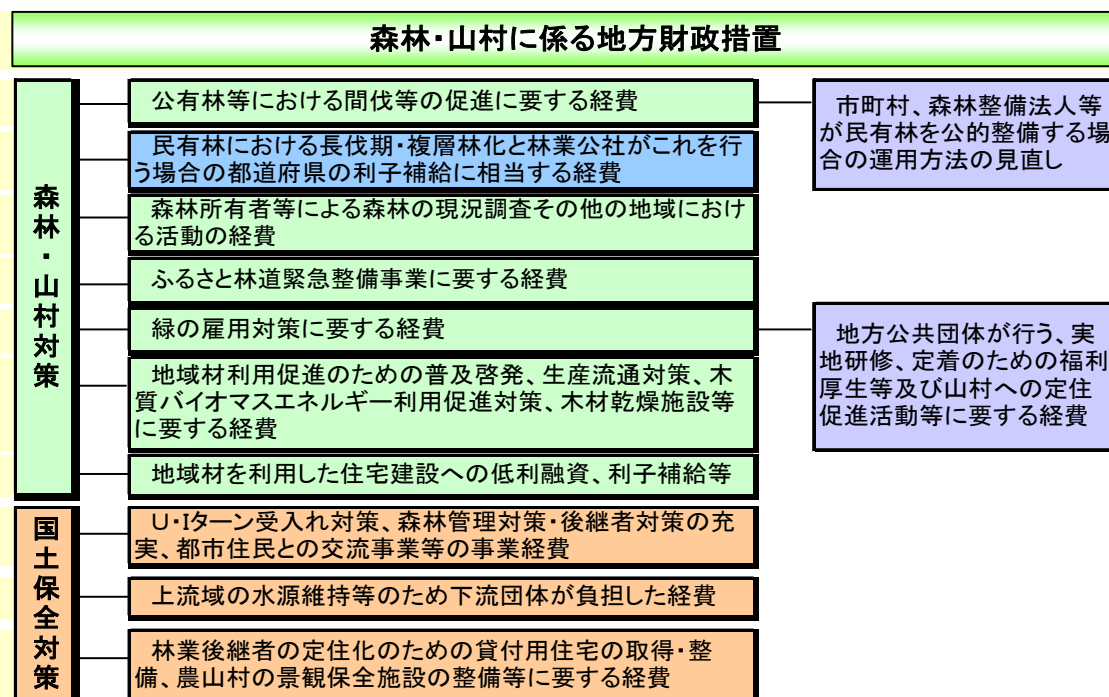 森林・山村に係る地方財政措置
森林・山村対策
公有林等における間伐等の促進に要する経費
市町村、森林整備法人等
が民有林を公的整備する場
合の運用方法の見直し
民有林における長伐期・複層林化と林業公社がこれを行
う場合の都道府県の利子補給に相当する経費
森林所有者等による森林の現況調査その他の地域におけ
る活動の経費
ふるさと林道緊急整備事業に要する経費
緑の雇用対策に要する経費
地方公共団体が行う、実
地研修、定着のための福利
厚生等及び山村への定住
促進活動等に要する経費
地域材利用促進のための普及啓発、生産流通対策、木
質バイオマスエネルギー利用促進対策、木材乾燥施設等
に要する経費
地域材を利用した住宅建設への低利融資、利子補給等
国土保全対策
U・Iターン受入れ対策、森林管理対策・後継者対策の充
実、都市住民との交流事業等の事業経費
上流域の水源維持等のため下流団体が負担した経費
林業後継者の定住化のための貸付用住宅の取得・整
備、農山村の景観保全施設の整備等に要する経費